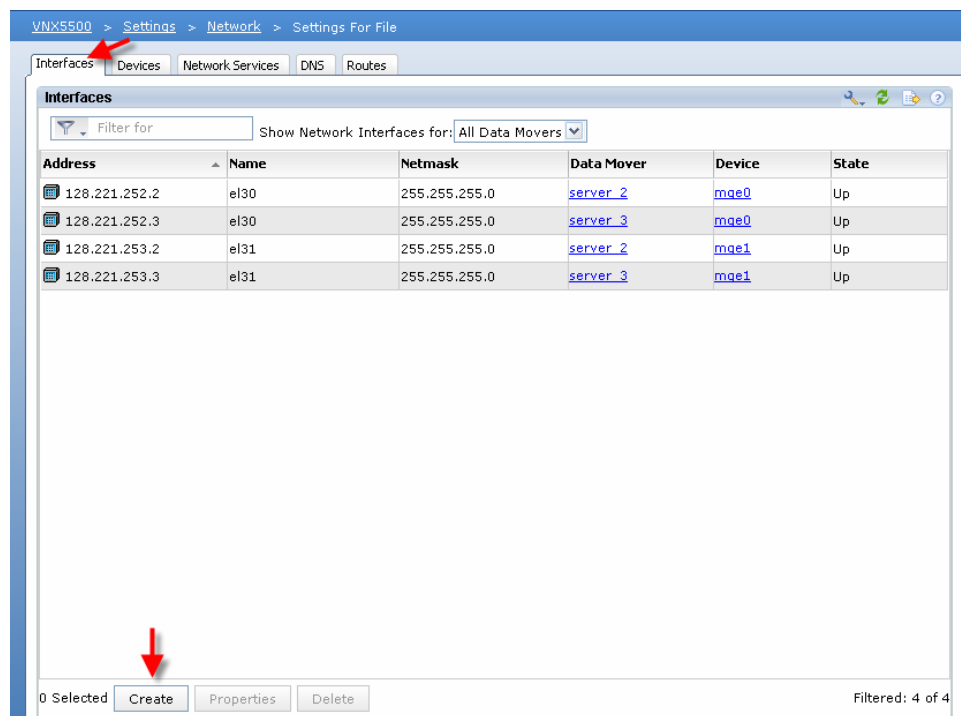 VNX5500 > Settings > Network > Settings For File
Interfaces Devices Network Services DNS Routes
Interfaces
Filter for Show Network Interfaces for: All Data Movers
Address Name Netmask Data Mover Device State
128.221.252.2 el30 255.255.255.0 server_2 mge0 Up
128.221.252.3 el30 255.255.255.0 server_3 mge0 Up
128.221.253.2 el31 255.255.255.0 server_2 mge1 Up
128.221.253.3 el31 255.255.255.0 server_3 mge1 Up
0 Selected Create Properties Delete Filtered: 4 of 4